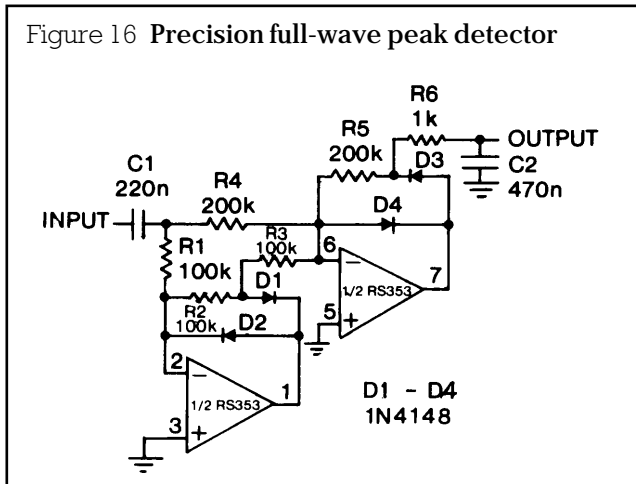 Figure 16 Precision full-wave peak detector
R6
1k
OUTPUT
R5
200k
D3
C2
470n
C1
220n
R4
200k
D4
INPUT
R3
100k
R1
100k
6
−
7
D1
1/2 RS353
R2
100k
D2
5
+
2
−
1
D1 - D4
1N4148
1/2 RS353
3
+